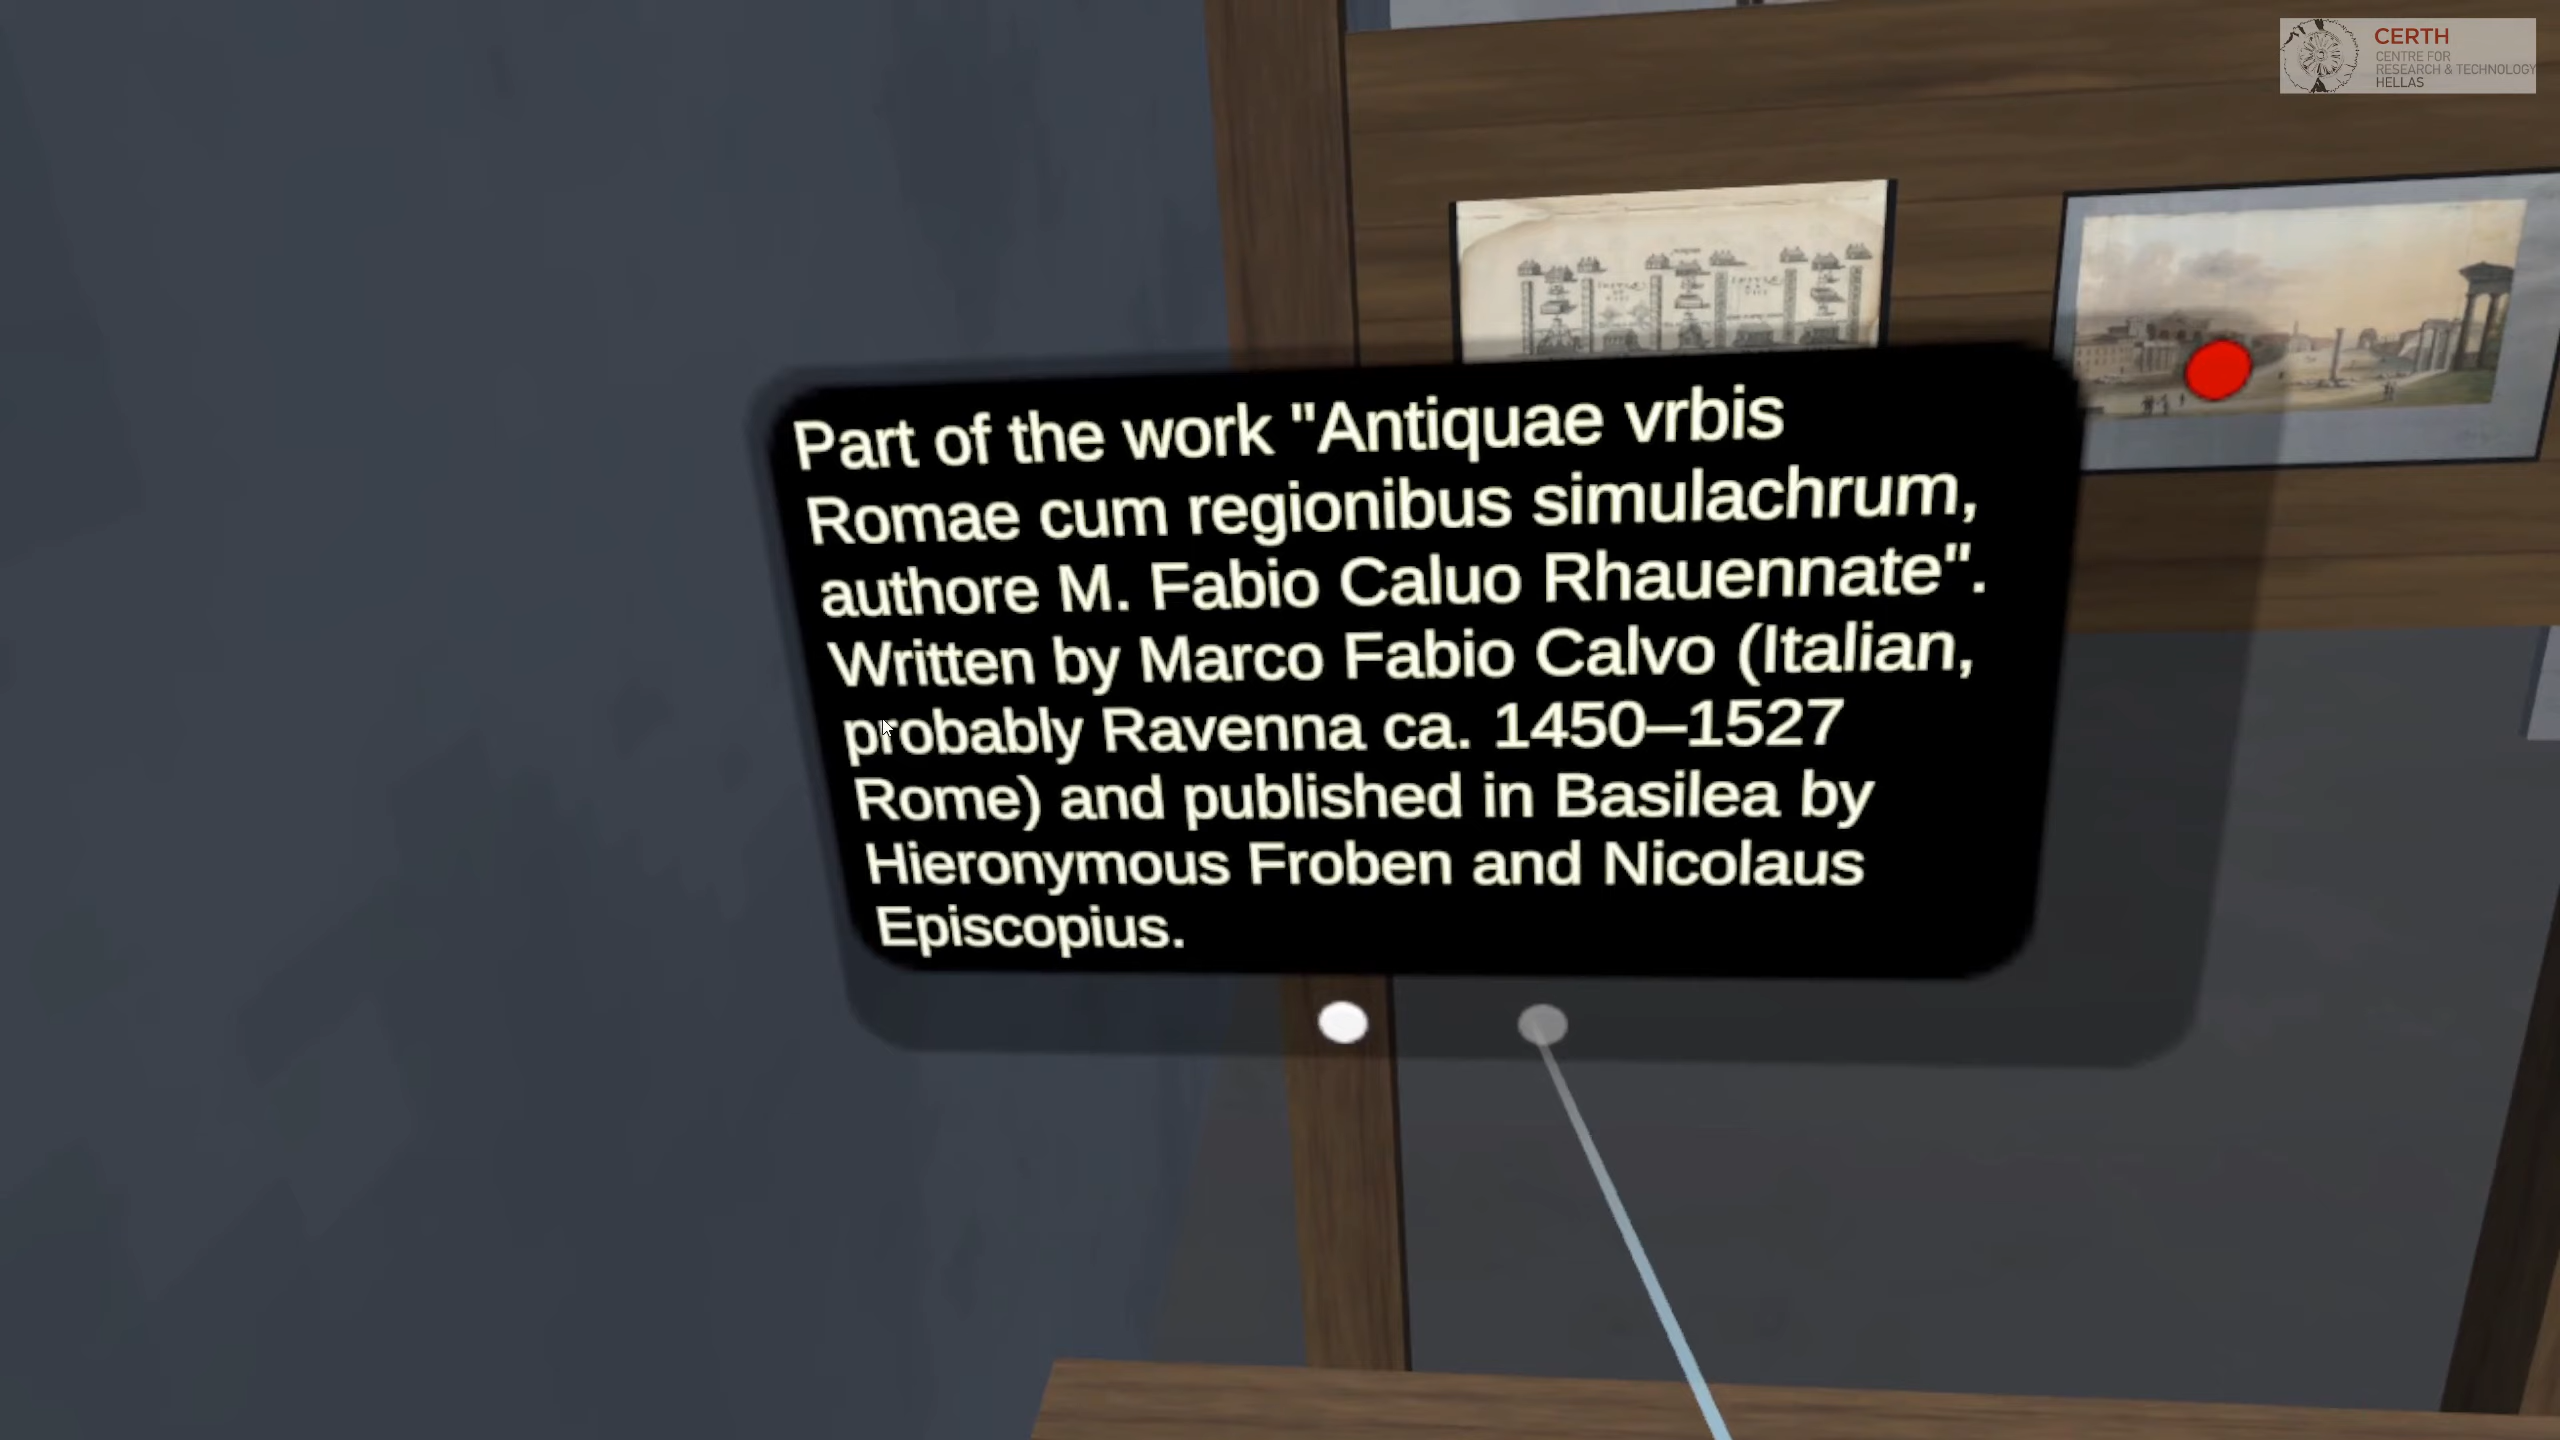 CERTH
CENTRE FOR
RESEARCH & TECHNOLOGY
HELLAS
Part of the work "Antiquae vrbis
Romae cum regionibus simulachrum,
authore M. Fabio Caluo Rhauennate".
Written by Marco Fabio Calvo (Italian,
probably Ravenna ca. 1450–1527
Rome) and published in Basilea by
Hieronymous Froben and Nicolaus
Episcopius.